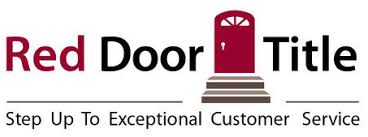 Red Door Title
Step Up To Exceptional Customer Service